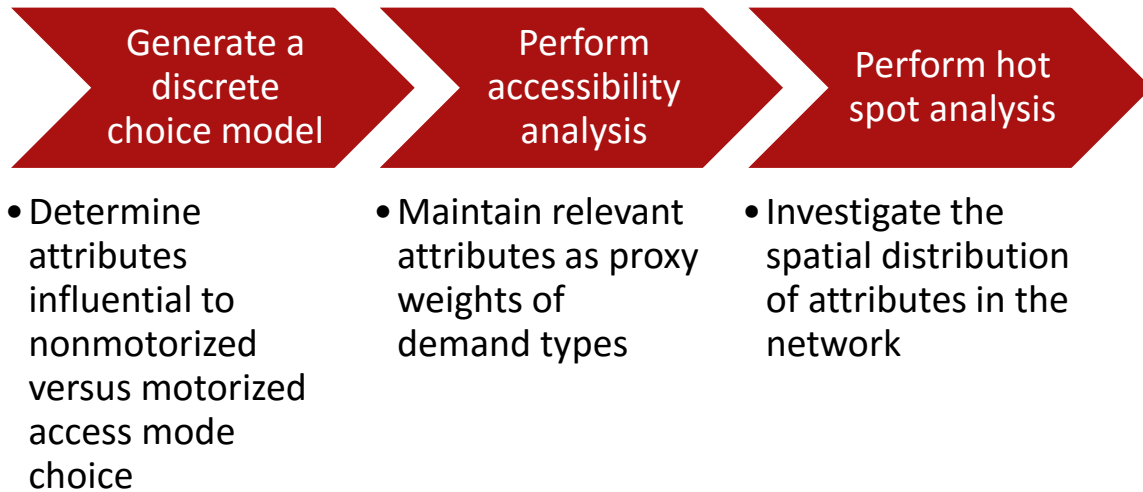 Generate a
discrete
choice model
• Determine
attributes
influential to
nonmotorized
versus motorized
access mode
choice
Perform
accessibility
analysis
• Maintain relevant
attributes as proxy
weights of
demand types
Perform hot
spot analysis
• Investigate the
spatial distribution
of attributes in the
network